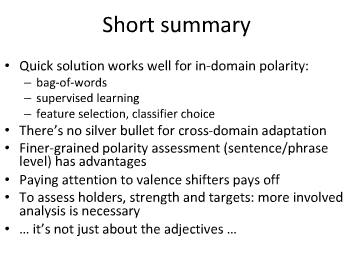 Short summary
• Quick solution works well for in-domain polarity:
– bag-of-words
– supervised learning
– feature selection, classifier choice
• There's no silver bullet for cross-domain adaptation
• Finer-grained polarity assessment (sentence/phrase
level) has advantages
• Paying attention to valence shifters pays off
• To assess holders, strength and targets: more involved
analysis is necessary
• … it's not just about the adjectives …